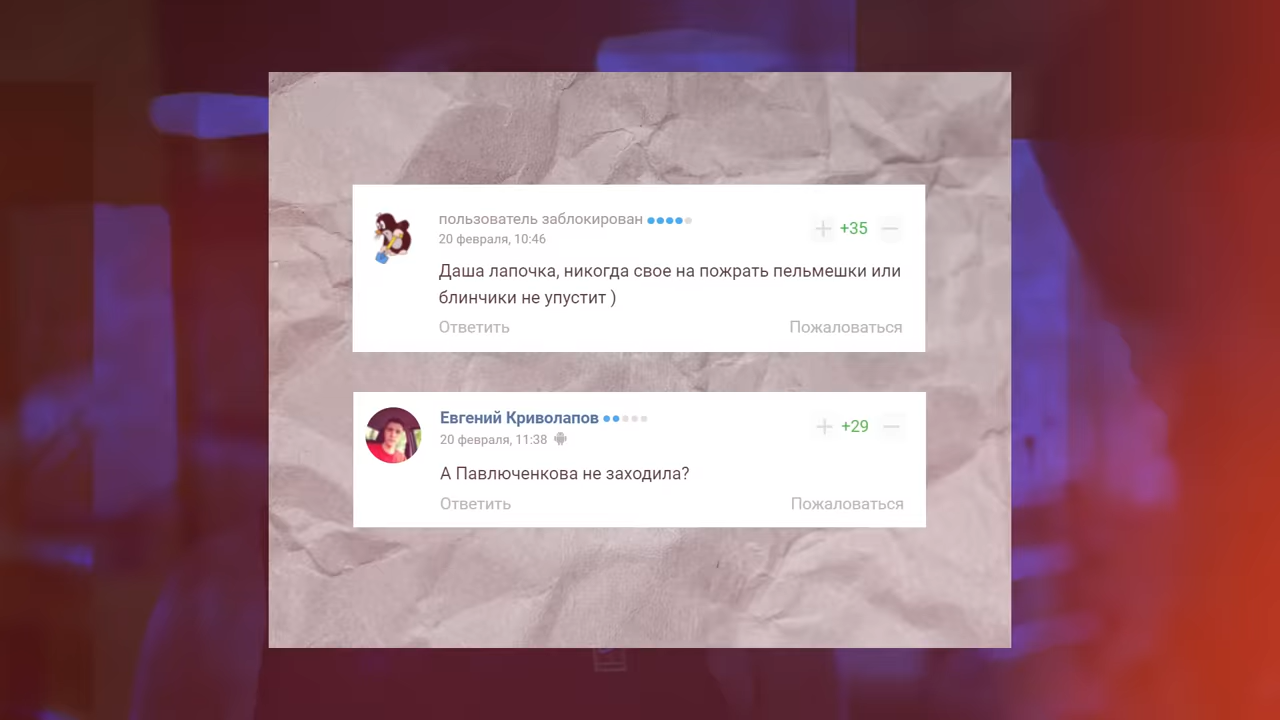 пользователь заблокирован
+35
20 февраля, 10:46
Даша лапочка, никогда свое на пожрать пельмешки или
блинчики не упустит )
Ответить Пожаловаться
Евгений Криволапов
+29
20 февраля, 11:38
А Павлюченкова не заходила?
Ответить Пожаловаться